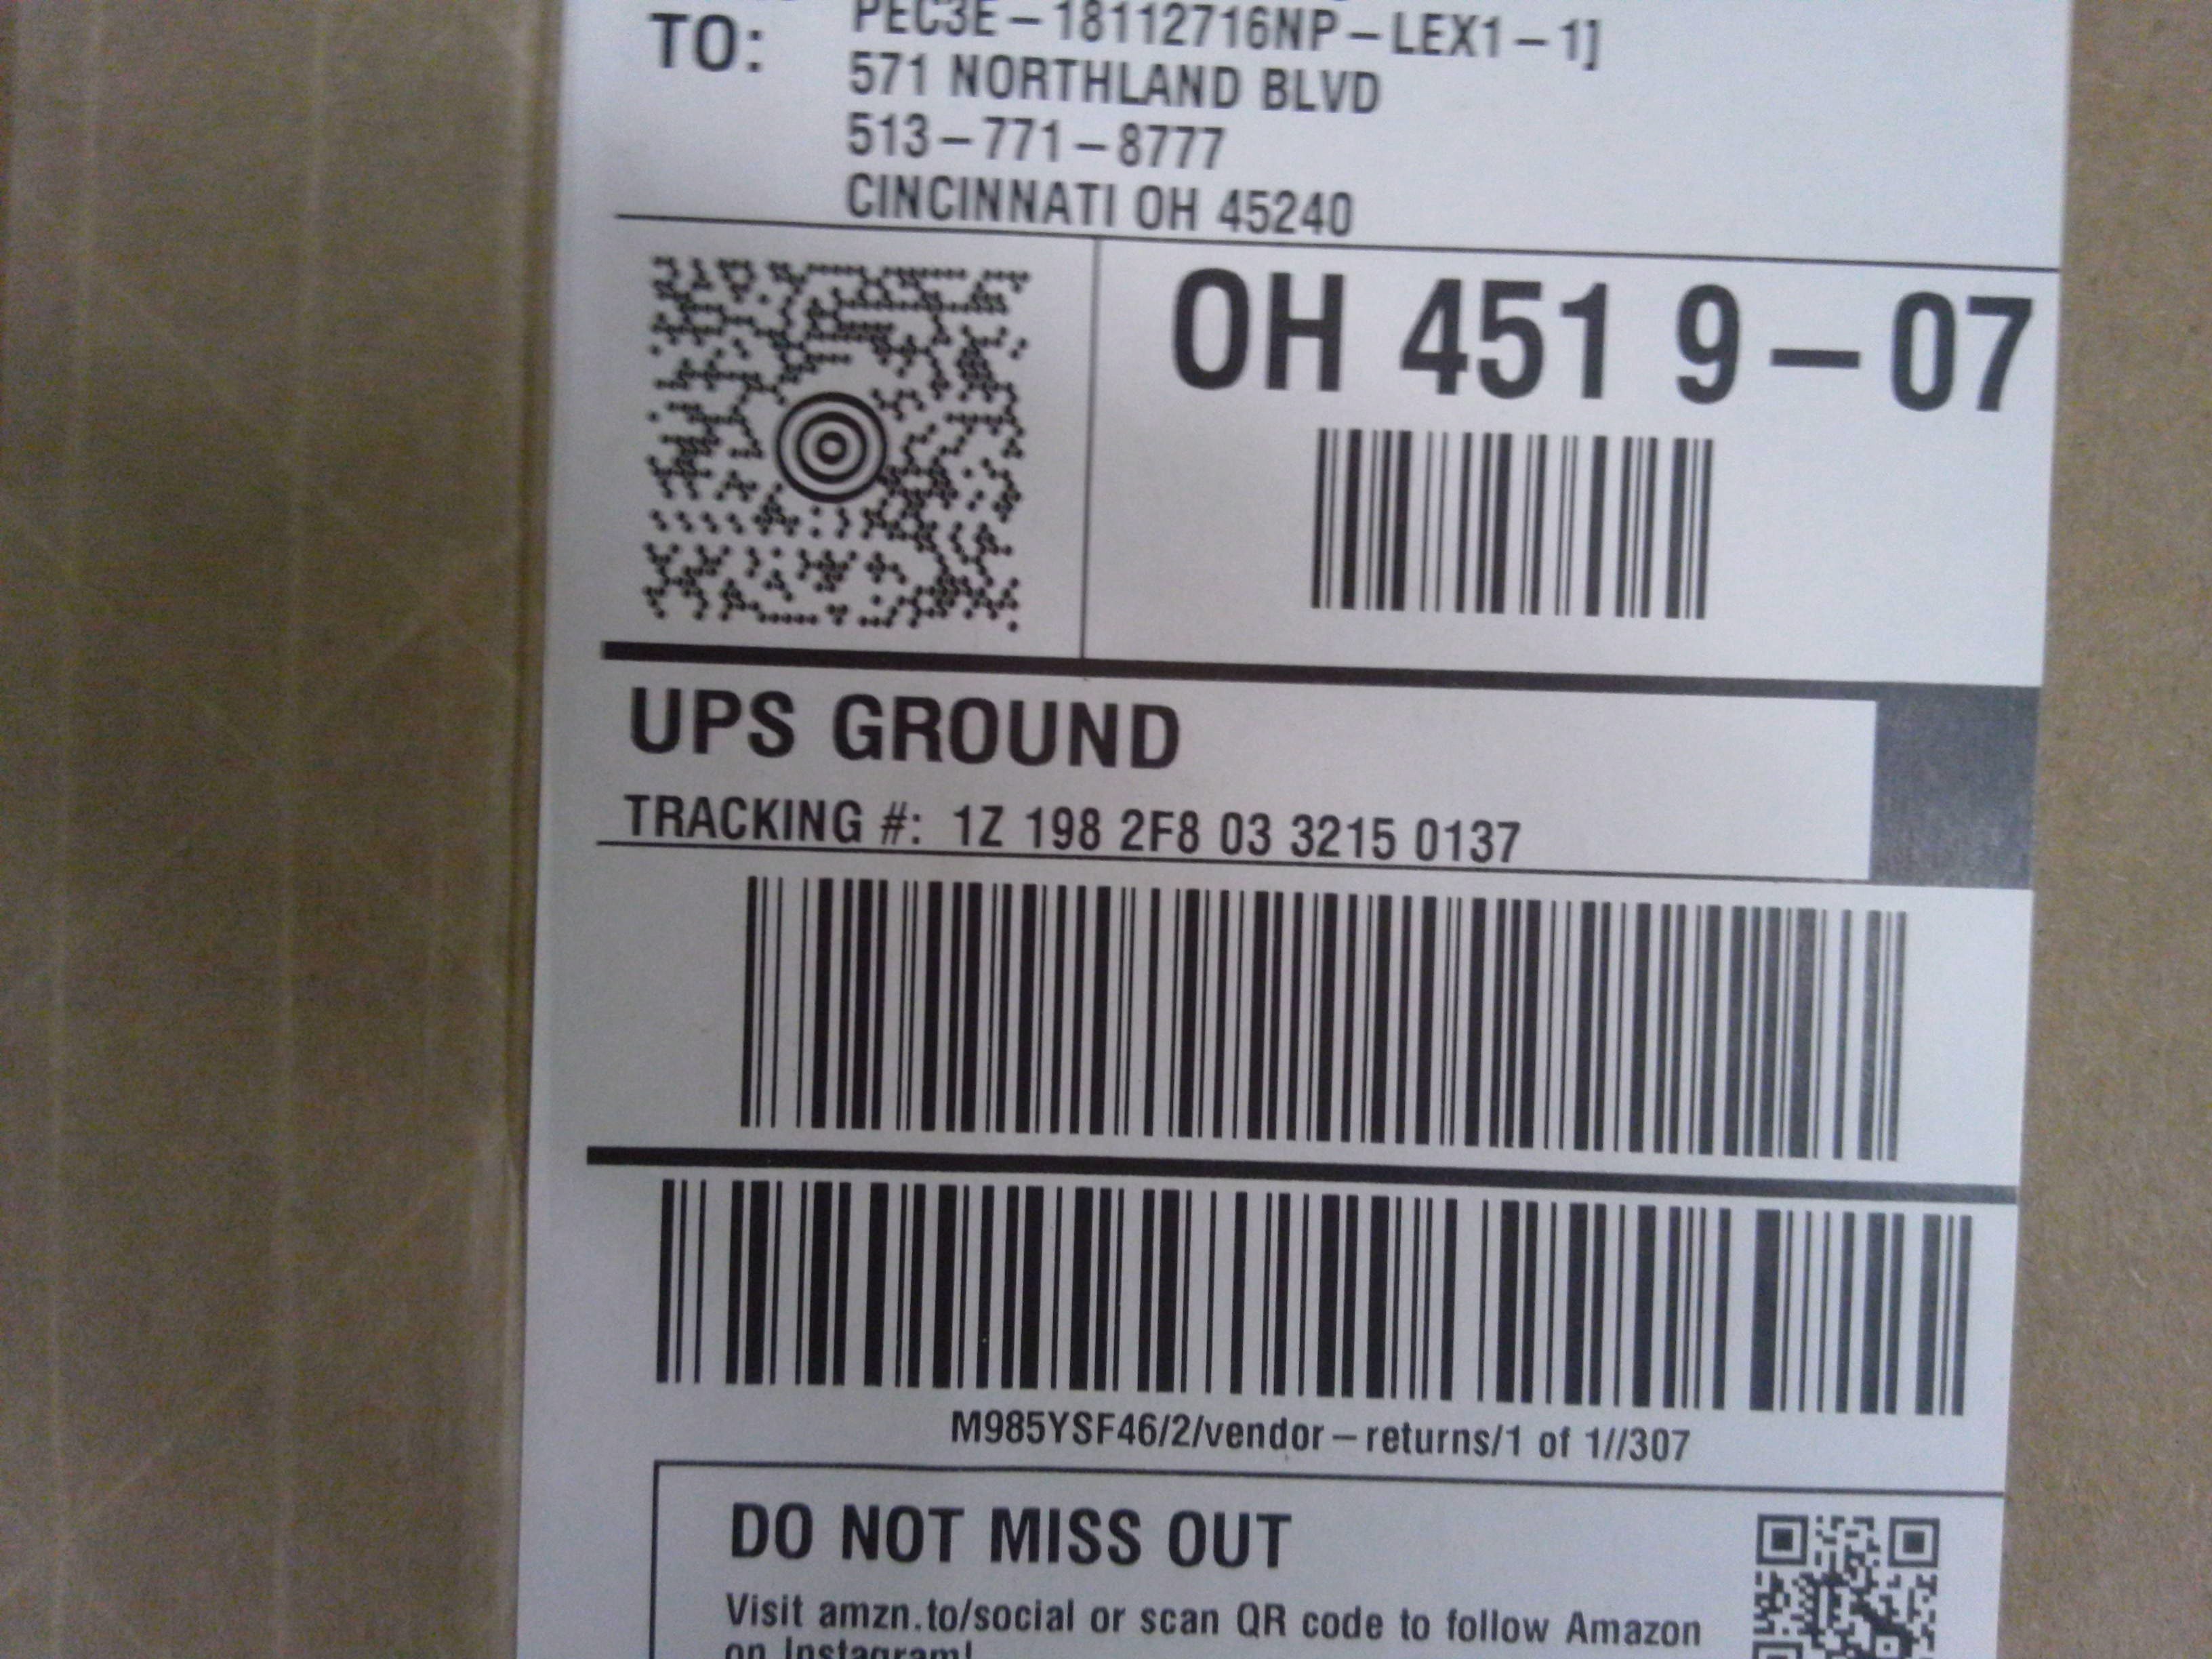 TO:
PEC3E-18112716NP-LEX1-1]
571 NORTHLAND BLVD
513-771-8777
CINCINNATI OH 45240
OH 451 9-07
UPS GROUND
TRACKING #: 1Z 198 2F8 03 3215 0137
M985YSF46/2/vendor-returns/1 of 1//307
DO NOT MISS OUT
Visit amzn.to/social or scan QR code to follow Amazon
on Instagram!